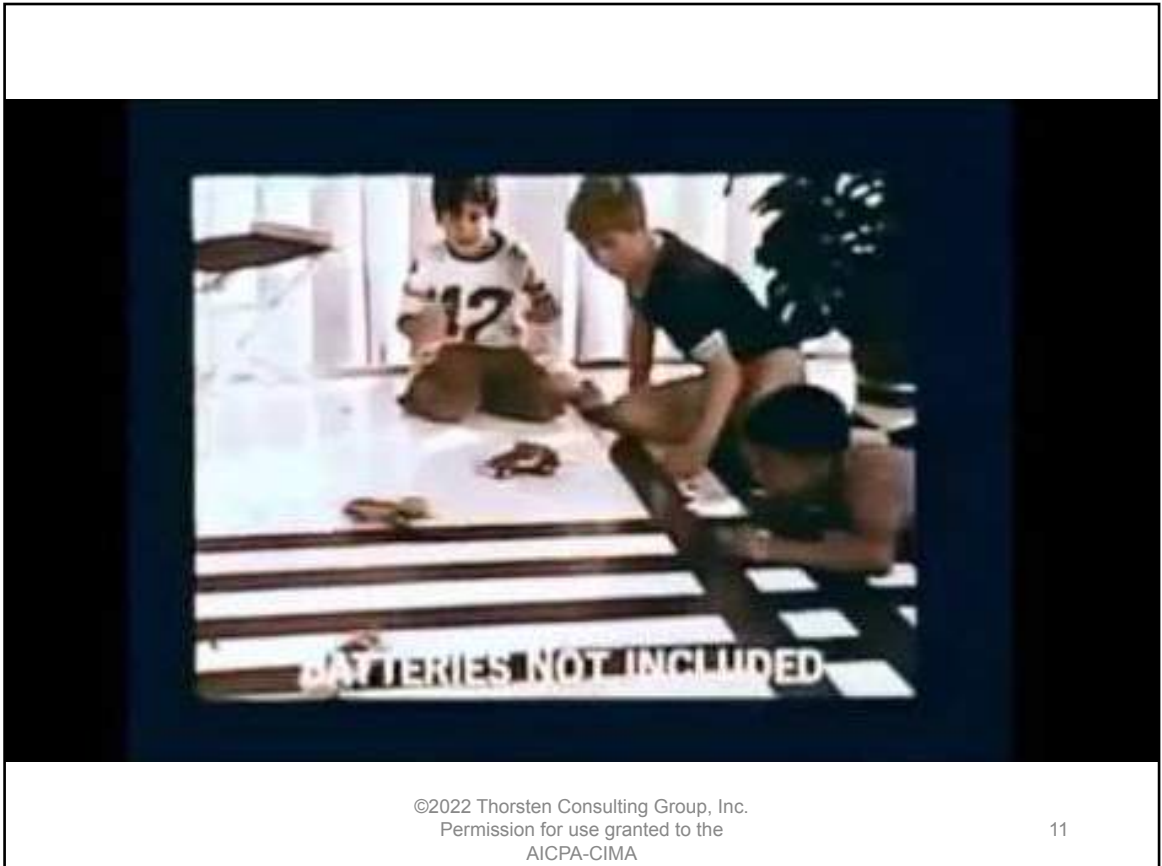 12
BATTERIES NOT INCLUDED
©2022 Thorsten Consulting Group, Inc.
Permission for use granted to the
AICPA-CIMA
11